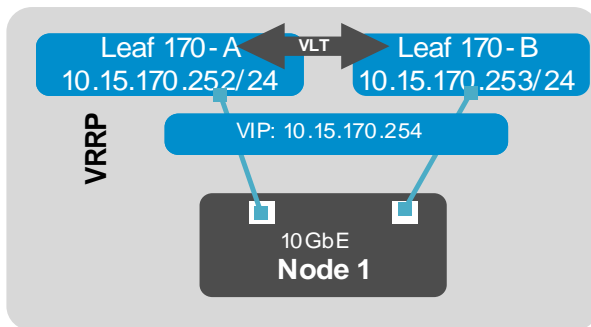 Leaf 170-A
VLT
Leaf 170-B
10.15.170.252/24
10.15.170.253/24
VRRP
VIP: 10.15.170.254
10GbE
Node 1